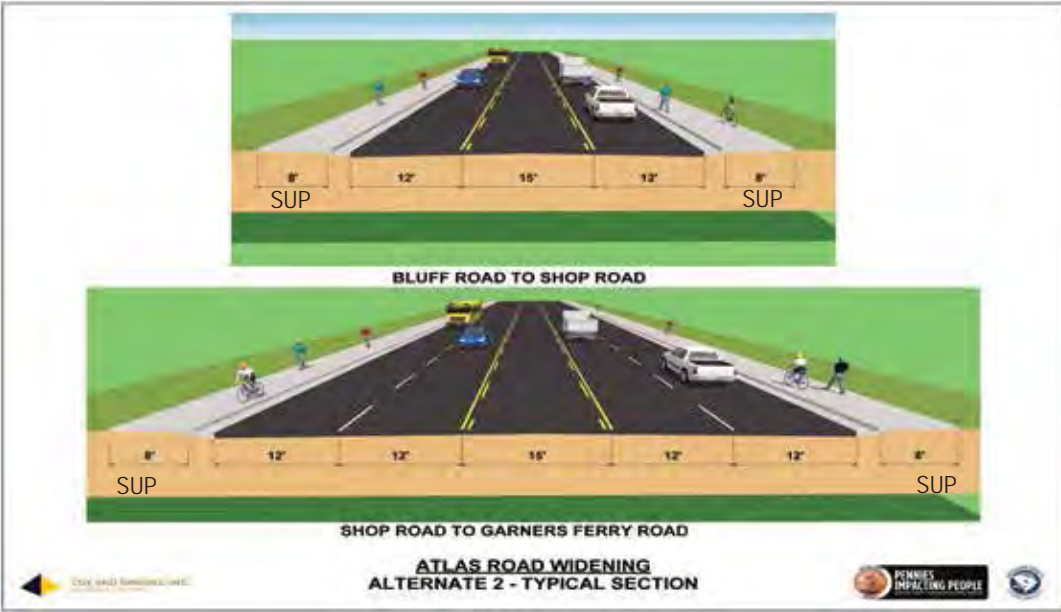 8' 12' 15' 12' 8'
SUP SUP
BLUFF ROAD TO SHOP ROAD
8' 12' 12' 15' 12' 12' 8'
SUP SUP
SHOP ROAD TO GARNERS FERRY ROAD
ATLAS ROAD WIDENING
ALTERNATE 2 - TYPICAL SECTION
PENNIES
IMPACTING PEOPLE